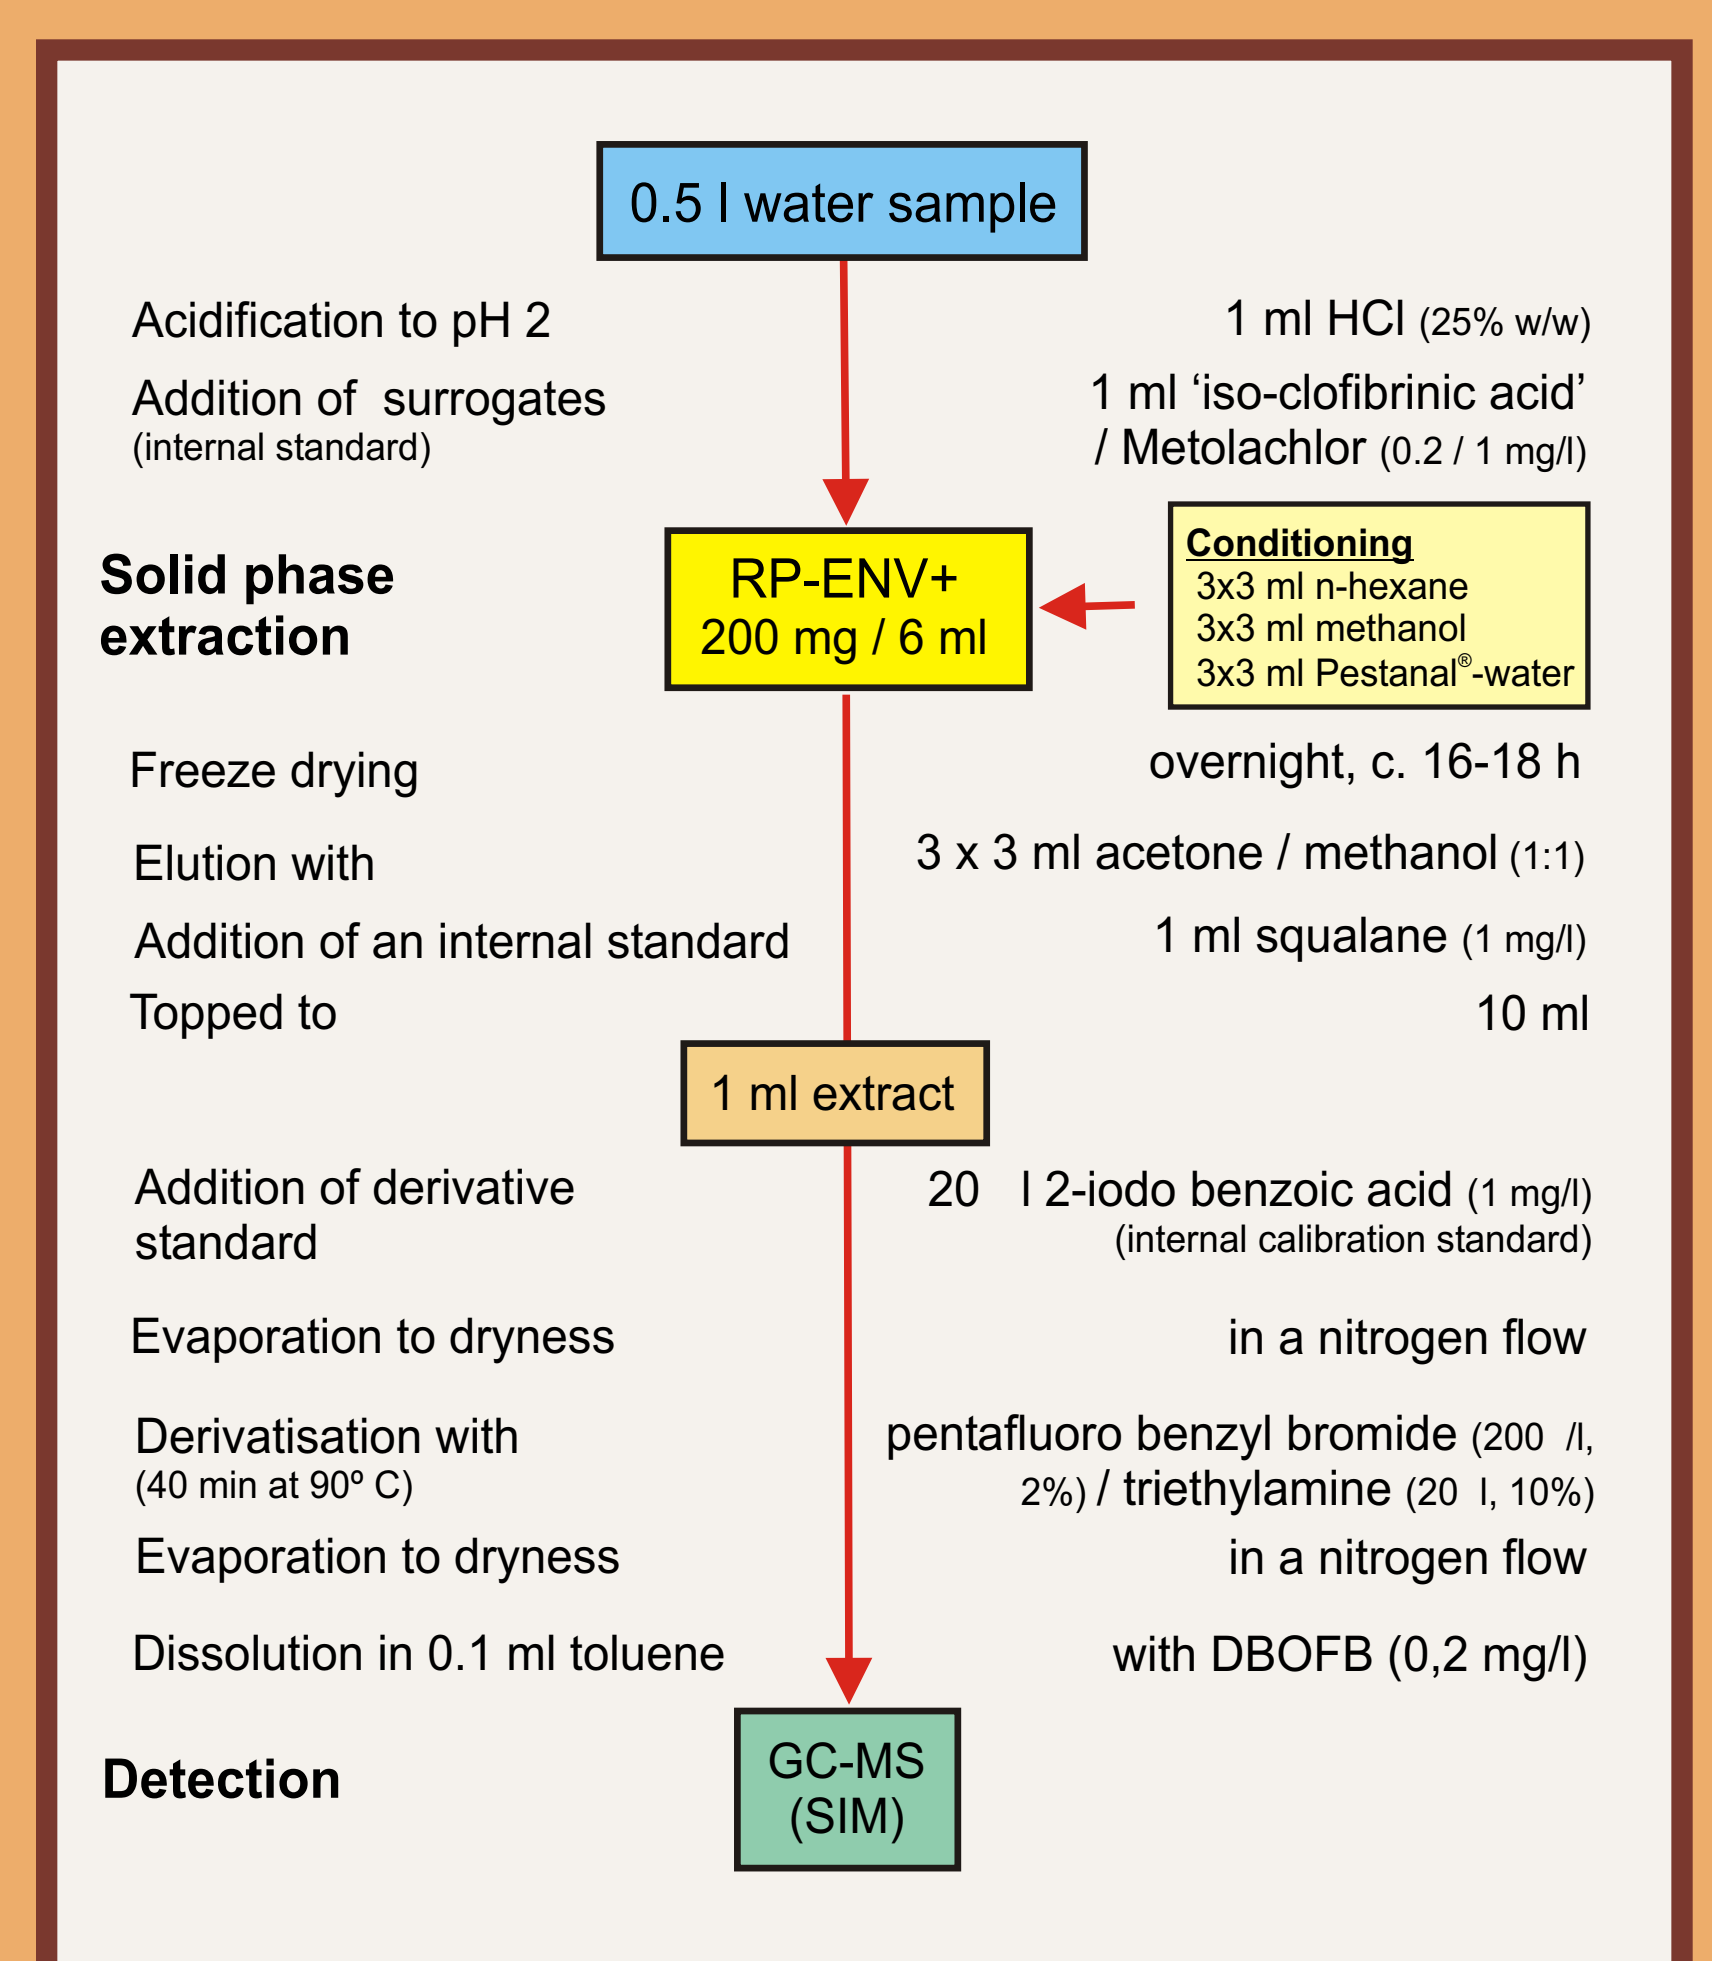 0.5 l water sample
Acidification to pH 2
1 ml HCl (25% w/w)
Addition of surrogates
(internal standard)
1 ml ‘iso-clofibrinic acid’
/ Metolachlor (0.2 / 1 mg/l)
Solid phase
extraction
RP-ENV+
200 mg / 6 ml
Conditioning
3x3 ml n-hexane
3x3 ml methanol
3x3 ml Pestanal®-water
Freeze drying
overnight, c. 16-18 h
Elution with
3 x 3 ml acetone / methanol (1:1)
Addition of an internal standard
1 ml squalane (1 mg/l)
Topped to
10 ml
1 ml extract
Addition of derivative
standard
20 l 2-iodo benzoic acid (1 mg/l)
(internal calibration standard)
Evaporation to dryness
in a nitrogen flow
Derivatisation with
(40 min at 90º C)
pentafluoro benzyl bromide (200 /l,
2%) / triethylamine (20 l, 10%)
Evaporation to dryness
in a nitrogen flow
Dissolution in 0.1 ml toluene
with DBOFB (0,2 mg/l)
Detection
GC-MS
(SIM)